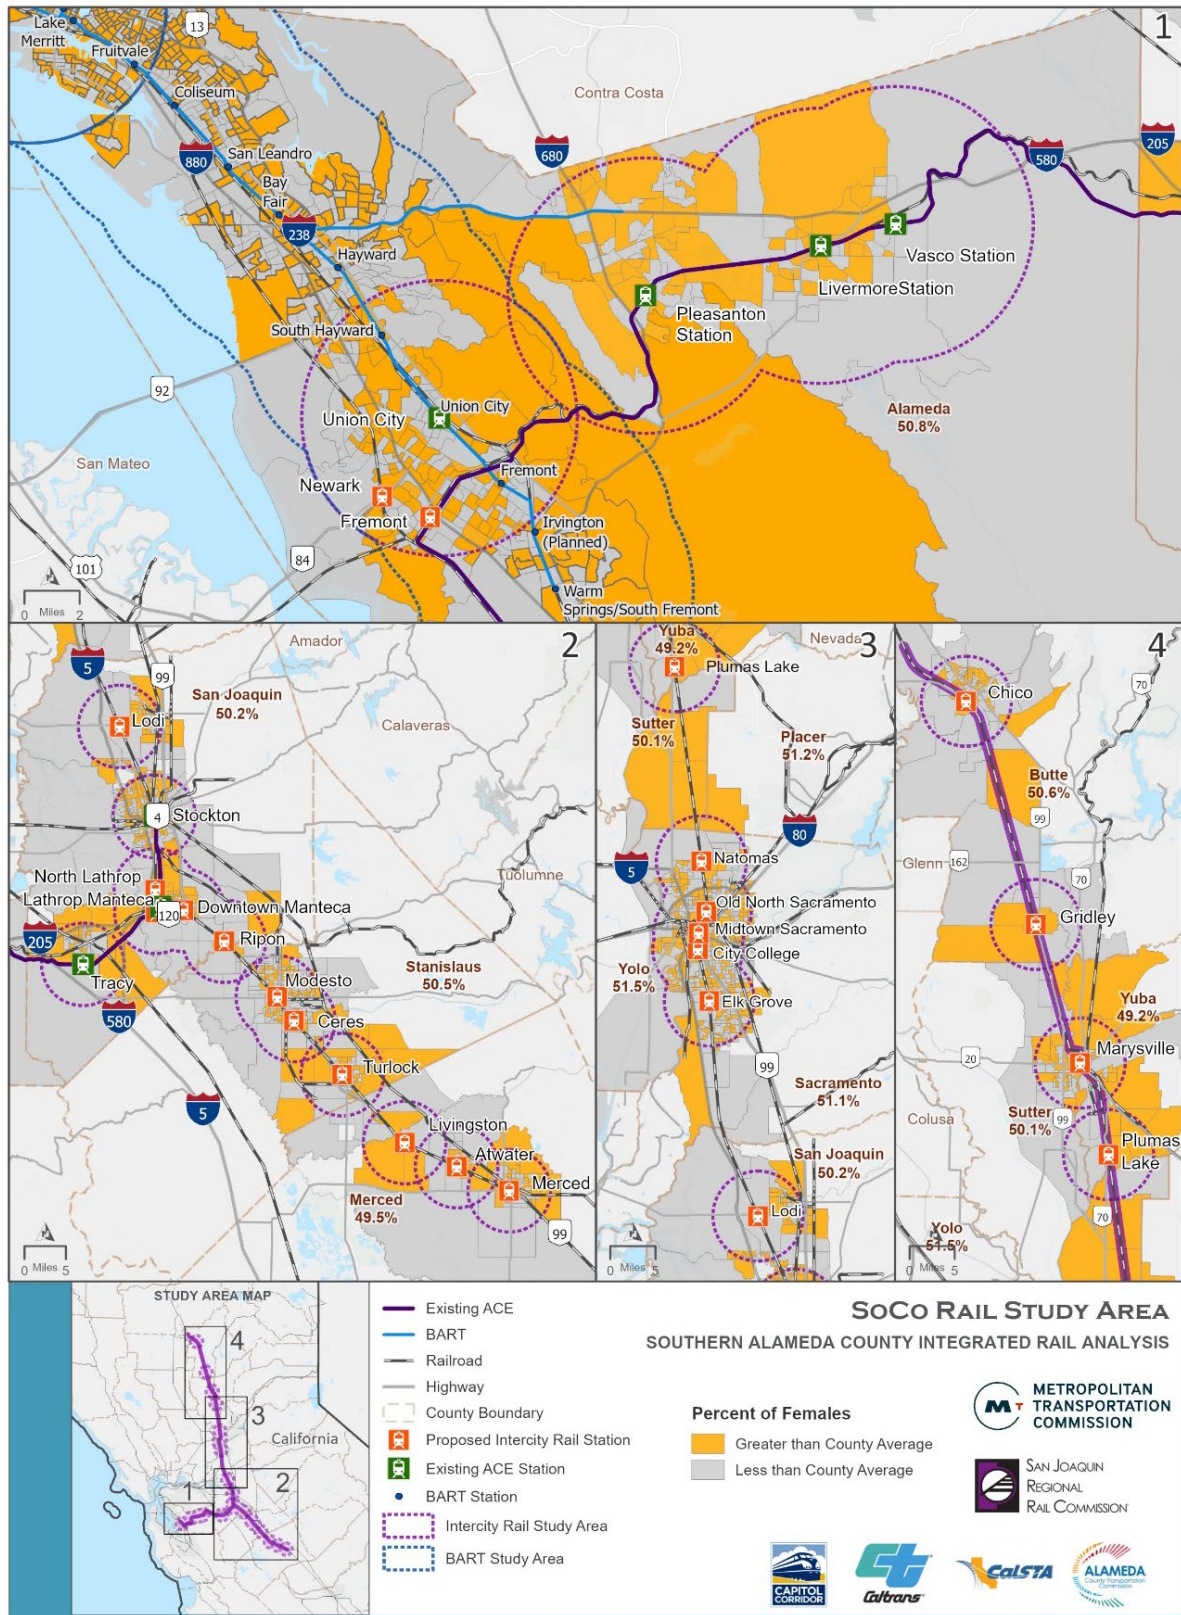 1
Lake
Merritt
13
Fruitvale
Coliseum
Contra Costa
680
580
205
880
San Leandro
Bay
Fair
238
Hayward
Vasco Station
LivermoreStation
Pleasanton
Station
South Hayward
92
Union City
Union City
Alameda
50.8%
San Mateo
Fremont
Newark
Fremont
Irvington
(Planned)
84
101
Warm
Springs/South Fremont
0 Miles 2
2
Amador
5
99
San Joaquin
50.2%
Lodi
Calaveras
4
Stockton
Tuolumne
North Lathrop
Lathrop Manteca
120
Downtown Manteca
205
Ripon
Tracy
Stanislaus
50.5%
Modesto
580
Ceres
Turlock
5
Livingston
Atwater
Merced
Merced
49.5%
99
0 Miles 5
3
Yuba
49.2%
Nevada
Plumas Lake
Sutter
50.1%
Placer
51.2%
80
5
Natomas
Old North Sacramento
Midtown Sacramento
City College
Yolo
51.5%
Elk Grove
99
Sacramento
51.1%
San Joaquin
50.2%
Lodi
0 Miles 5
4
70
Chico
Butte
50.6%
99
Glenn
162
70
Gridley
Yuba
49.2%
Marysville
20
Sutter
50.1%
99
Colusa
Plumas
Lake
70
Yolo
51.5%
0 Miles 5
STUDY AREA MAP
4
3
California
2
1
Existing ACE
BART
Railroad
Highway
County Boundary
Proposed Intercity Rail Station
Existing ACE Station
BART Station
Intercity Rail Study Area
BART Study Area
SOCO RAIL STUDY AREA
SOUTHERN ALAMEDA COUNTY INTEGRATED RAIL ANALYSIS
Percent of Females
Greater than County Average
Less than County Average
MT
METROPOLITAN
TRANSPORTATION
COMMISSION
SAN JOAQUIN
REGIONAL
RAIL COMMISSION
CAPITOL
CORRIDOR
ct
Caltrans
CalSTA
ALAMEDA
County Transportation
Commission